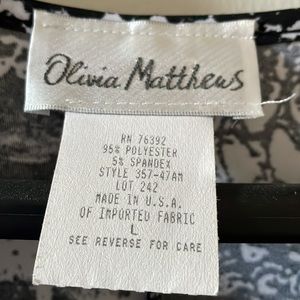 Olivia Matthews
RN 76392
95% POLYESTER
5% SPANDEX
STYLE 357-47AM
LOT 242
MADE IN U.S.A.
OF IMPORTED FABRIC
L
SEE REVERSE FOR CARE